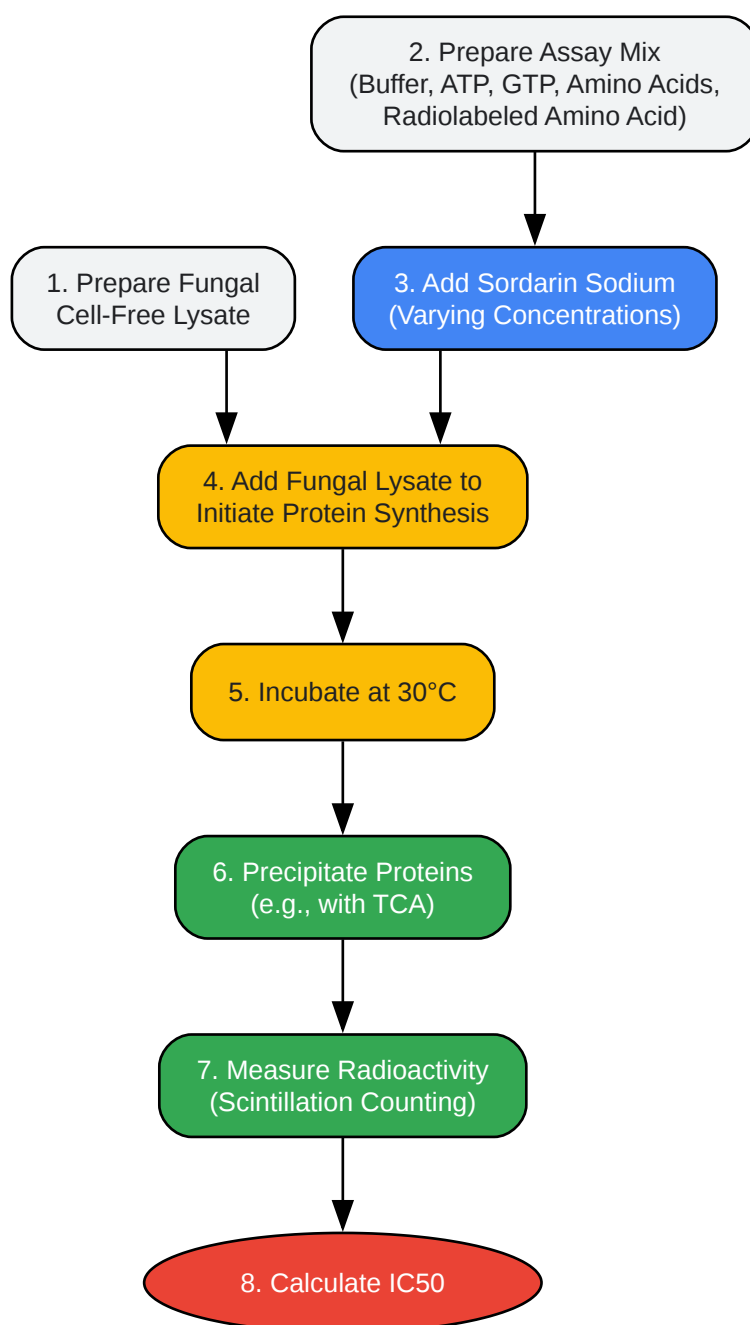 2. Prepare Assay Mix
(Buffer, ATP, GTP, Amino Acids,
Radiolabeled Amino Acid)
1. Prepare Fungal
Cell-Free Lysate
3. Add Sordarin Sodium
(Varying Concentrations)
4. Add Fungal Lysate to
Initiate Protein Synthesis
5. Incubate at 30°C
6. Precipitate Proteins
(e.g., with TCA)
7. Measure Radioactivity
(Scintillation Counting)
8. Calculate IC50